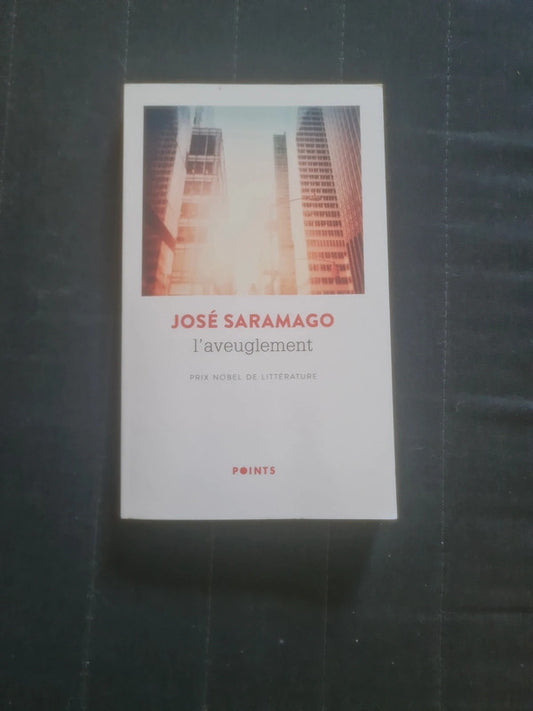 JOSÉ SARAMAGO
l'aveuglement
PRIX NOBEL DE LITTÉRATURE
POINTS